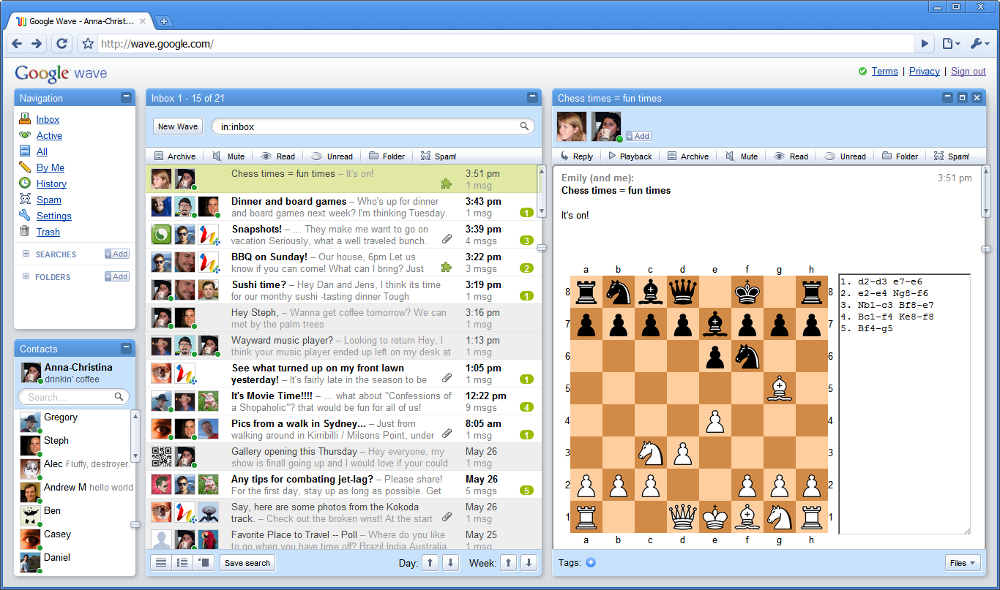 Google Wave - Anna-Christ...
http://wave.google.com/
Google wave
Terms | Privacy | Sign out
Navigation
Inbox
Active
All
By Me
History
Spam
Settings
Trash
SEARCHES Add
FOLDERS Add
Contacts
Anna-Christina
drinkin' coffee
Search...
Gregory
Steph
Alec Fluffy, destroyer.
Andrew M hello world
Ben
Casey
Daniel
Inbox 1 - 15 of 21
New Wave in:inbox
Archive Mute Read Unread Folder Spam!
Chess times = fun times – It's on! 3:51 pm
1 msg
Dinner and board games – Who's up for dinner 3:43 pm
and board games next week? I'm thinking Tuesday. 1 msg 1
Snapshots! – ... They make me want to go on 3:39 pm
vacation Seriously, what a well traveled bunch. 4 msgs 3
BBQ on Sunday! – Our house, 6pm Let us 3:22 pm
know if you can come! What can I bring? Just 3 msgs 2
Sushi time? – Hey Dan and Jens, I think its time 3:19 pm
for our monthy sushi -tasting dinner Tough 1 msg 1
Hey Steph, – Wanna get coffee tomorrow? We can 3:16 pm
met by the palm trees 1 msg
Wayward music player? – Looking to return Hey, I 1:13 pm
think your music player ended up left on my desk at 1 msg
See what turned up on my front lawn 1:05 pm
yesterday! – It's fairly late in the season to be 1 msg 1
It's Movie Time!!!! – ... what about "Confessions of 12:22 pm
a Shopaholic"? that would be fun for all of us! 9 msgs 4
Pics from a walk in Sydney... – Just from 8:05 am
walking around in Kirribilli / Milsons Point, under 1 msg 1
Gallery opening this Thursday – Hey everyone, my May 26
show is finall going up and I would love if your could 1 msg
Any tips for combating jet-lag? – Please share! May 26
For the first day, stay up as long as possible. Get 5 msgs 5
Say, here are some photos from the Kokoda May 26
track. – Check out the broken wrist! At the start 1 msg
Favorite Place to Travel -- Poll – Where do you like May 25
to go when you have time off? Brazil India Australia 1 msg
Save search Day: Week:
Chess times = fun times
Add
Reply Playback Archive Mute Read Unread Folder Spam!
Emily (and me): 3:51 pm
Chess times = fun times
It's on!
a b c d e f g h
8 8
7 7
6 6
5 5
4 4
3 3
2 2
1 1
a b c d e f g h
1. d2-d3 e7-e6
2. e2-e4 Ng8-f6
3. Nb1-c3 Bf8-e7
4. Bc1-f4 Ke8-f8
5. Bf4-g5
Tags: Files